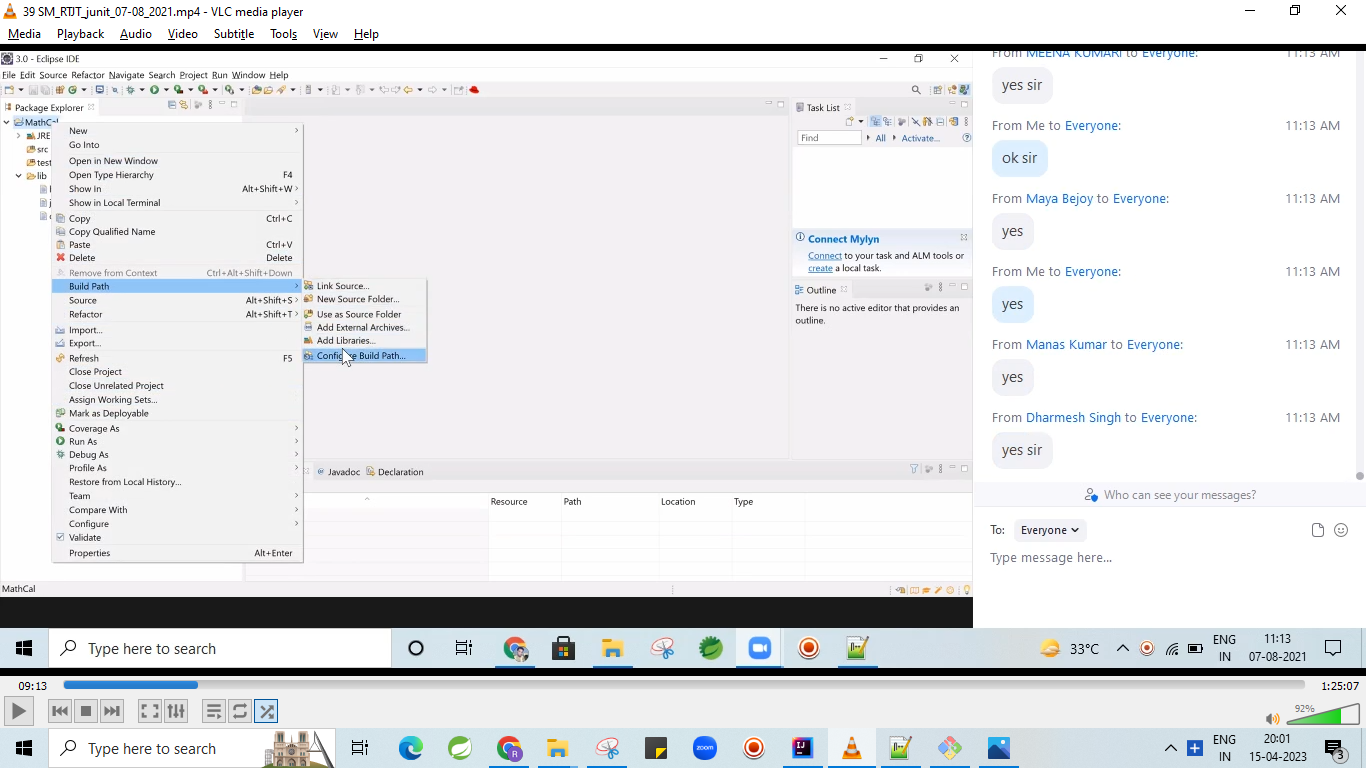 39 SM_RTJT_junit_07-08_2021.mp4 - VLC media player
Media Playback Audio Video Subtitle Tools View Help
3.0 - Eclipse IDE
File Edit Source Refactor Navigate Search Project Run Window Help
Package Explorer
MathCal
JRE
src
test
lib
New
Go Into
Open in New Window
Open Type Hierarchy F4
Show In Alt+Shift+W
Show in Local Terminal
Copy Ctrl+C
Copy Qualified Name
Paste Ctrl+V
Delete Delete
Remove from Context Ctrl+Alt+Shift+Down
Build Path
Source Alt+Shift+S
Refactor Alt+Shift+T
Import...
Export...
Refresh F5
Close Project
Close Unrelated Project
Assign Working Sets...
Mark as Deployable
Coverage As
Run As
Debug As
Profile As
Restore from Local History...
Team
Compare With
Configure
Validate
Properties Alt+Enter
Link Source...
New Source Folder...
Use as Source Folder
Add External Archives...
Add Libraries...
Configure Build Path...
Task List
Find All Activate...
Connect Mylyn
Connect to your task and ALM tools or
create a local task.
Outline
There is no active editor that provides an
outline.
Javadoc Declaration
Resource Path Location Type
MathCal
From MEENA KUMARI to Everyone: 11:13 AM
yes sir
From Me to Everyone: 11:13 AM
ok sir
From Maya Bejoy to Everyone: 11:13 AM
yes
From Me to Everyone: 11:13 AM
yes
From Manas Kumar to Everyone: 11:13 AM
yes
From Dharmesh Singh to Everyone: 11:13 AM
yes sir
Who can see your messages?
To: Everyone
Type message here...
Type here to search
33°C
ENG
IN
11:13
07-08-2021
09:13
1:25:07
92%
Type here to search
zoom
ENG
IN
20:01
15-04-2023
3